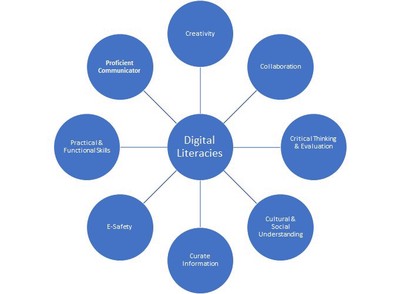 Creativity
Proficient
Communicator
Collaboration
Practical &
Functional Skills
Digital
Literacies
Critical Thinking
& Evaluation
E-Safety
Cultural &
Social
Understanding
Curate
Information